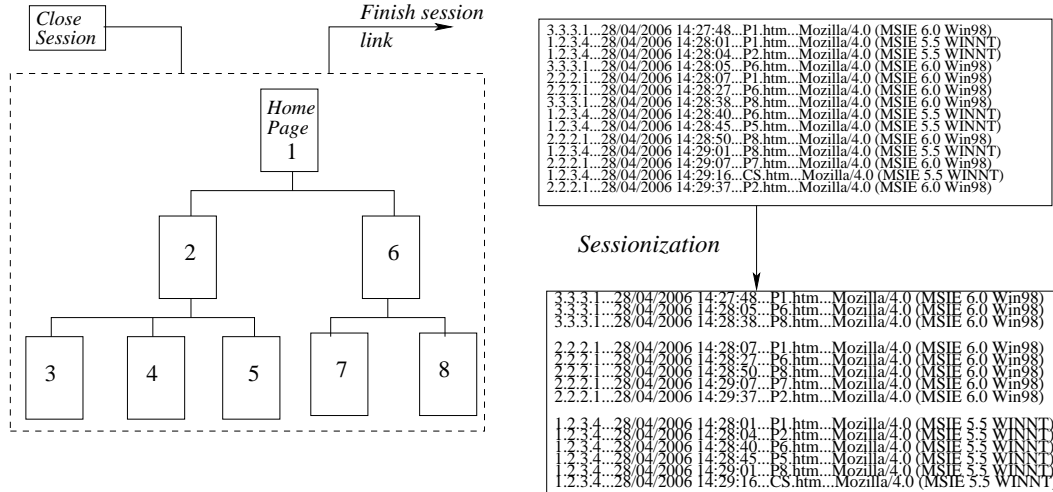 Close
Session
Finish session
link
Home
Page
1
2
6
3
4
5
7
8
3.3.3.1...28/04/2006 14:27:48...P1.htm...Mozilla/4.0 (MSIE 6.0 Win98)
1.2.3.4...28/04/2006 14:28:01...P1.htm...Mozilla/4.0 (MSIE 5.5 WINNT)
1.2.3.4...28/04/2006 14:28:04...P2.htm...Mozilla/4.0 (MSIE 5.5 WINNT)
3.3.3.1...28/04/2006 14:28:05...P6.htm...Mozilla/4.0 (MSIE 6.0 Win98)
2.2.2.1...28/04/2006 14:28:07...P1.htm...Mozilla/4.0 (MSIE 6.0 Win98)
2.2.2.1...28/04/2006 14:28:27...P6.htm...Mozilla/4.0 (MSIE 6.0 Win98)
3.3.3.1...28/04/2006 14:28:38...P8.htm...Mozilla/4.0 (MSIE 6.0 Win98)
1.2.3.4...28/04/2006 14:28:40...P6.htm...Mozilla/4.0 (MSIE 5.5 WINNT)
1.2.3.4...28/04/2006 14:28:45...P5.htm...Mozilla/4.0 (MSIE 5.5 WINNT)
2.2.2.1...28/04/2006 14:28:50...P8.htm...Mozilla/4.0 (MSIE 6.0 Win98)
1.2.3.4...28/04/2006 14:29:01...P8.htm...Mozilla/4.0 (MSIE 5.5 WINNT)
2.2.2.1...28/04/2006 14:29:07...P7.htm...Mozilla/4.0 (MSIE 6.0 Win98)
1.2.3.4...28/04/2006 14:29:16...CS.htm...Mozilla/4.0 (MSIE 5.5 WINNT)
2.2.2.1...28/04/2006 14:29:37...P2.htm...Mozilla/4.0 (MSIE 6.0 Win98)
Sessionization
3.3.3.1...28/04/2006 14:27:48...P1.htm...Mozilla/4.0 (MSIE 6.0 Win98)
3.3.3.1...28/04/2006 14:28:05...P6.htm...Mozilla/4.0 (MSIE 6.0 Win98)
3.3.3.1...28/04/2006 14:28:38...P8.htm...Mozilla/4.0 (MSIE 6.0 Win98)
2.2.2.1...28/04/2006 14:28:07...P1.htm...Mozilla/4.0 (MSIE 6.0 Win98)
2.2.2.1...28/04/2006 14:28:27...P6.htm...Mozilla/4.0 (MSIE 6.0 Win98)
2.2.2.1...28/04/2006 14:28:50...P8.htm...Mozilla/4.0 (MSIE 6.0 Win98)
2.2.2.1...28/04/2006 14:29:07...P7.htm...Mozilla/4.0 (MSIE 6.0 Win98)
2.2.2.1...28/04/2006 14:29:37...P2.htm...Mozilla/4.0 (MSIE 6.0 Win98)
1.2.3.4...28/04/2006 14:28:01...P1.htm...Mozilla/4.0 (MSIE 5.5 WINNT)
1.2.3.4...28/04/2006 14:28:04...P2.htm...Mozilla/4.0 (MSIE 5.5 WINNT)
1.2.3.4...28/04/2006 14:28:40...P6.htm...Mozilla/4.0 (MSIE 5.5 WINNT)
1.2.3.4...28/04/2006 14:28:45...P5.htm...Mozilla/4.0 (MSIE 5.5 WINNT)
1.2.3.4...28/04/2006 14:29:01...P8.htm...Mozilla/4.0 (MSIE 5.5 WINNT)
1.2.3.4...28/04/2006 14:29:16...CS.htm...Mozilla/4.0 (MSIE 5.5 WINNT)